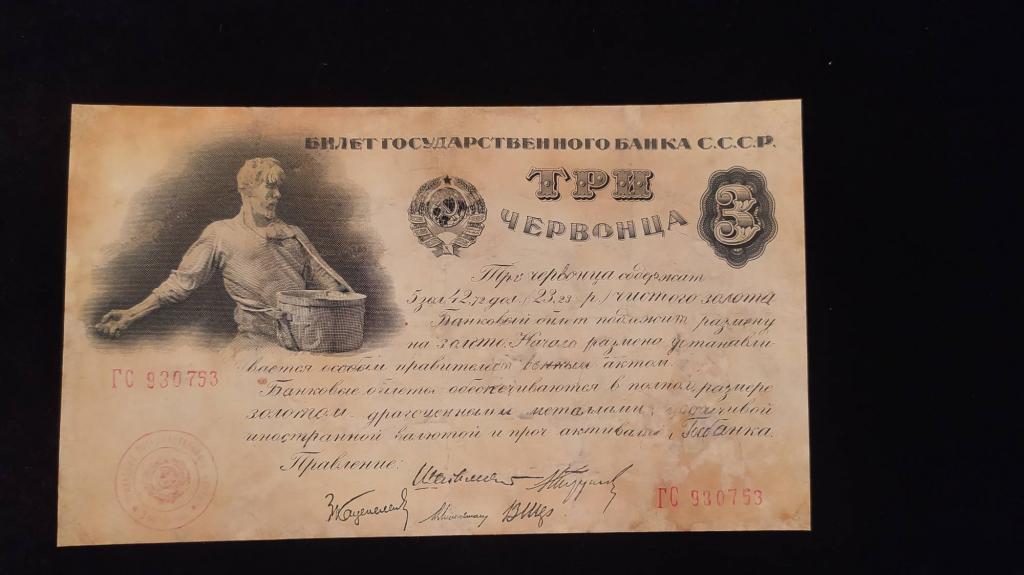 БИЛЕТ ГОСУДАРСТВЕННОГО БАНКА С.С.С.Р.
ТРИ
ЧЕРВОНЦА
3
Три червонца содержат
5 зол. 42,72 дол. (23,23 г.) чистого золота
Банковый билет подлежит размену
на золото. Начало размена устанавли-
вается особым правительственным актом.
Банковые билеты обеспечиваются в полном размере
золотом, драгоценными металлами, устойчивой
иностранной валютой и проч. активами Госбанка.
Правление:
ГС 930753
ГС 930753